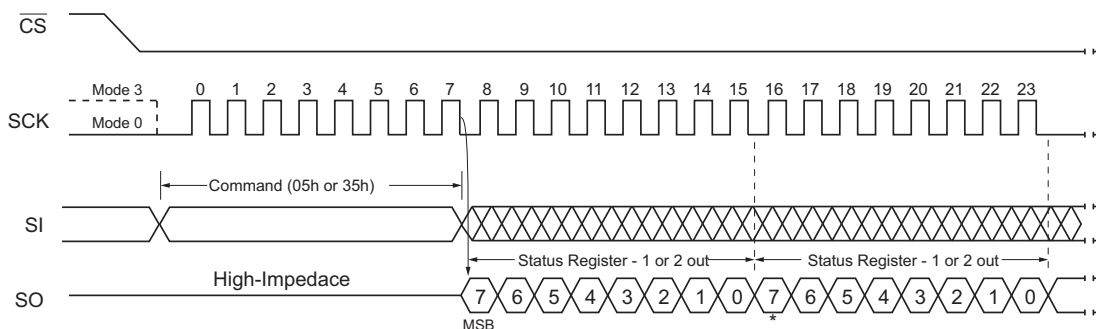 CS
Mode 3
0 1 2 3 4 5 6 7 8 9 10 11 12 13 14 15 16 17 18 19 20 21 22 23
SCK
Mode 0
Command (05h or 35h)
SI
Status Register - 1 or 2 out
Status Register - 1 or 2 out
High-Impedace
SO
7 6 5 4 3 2 1 0 7 6 5 4 3 2 1 0
MSB
*